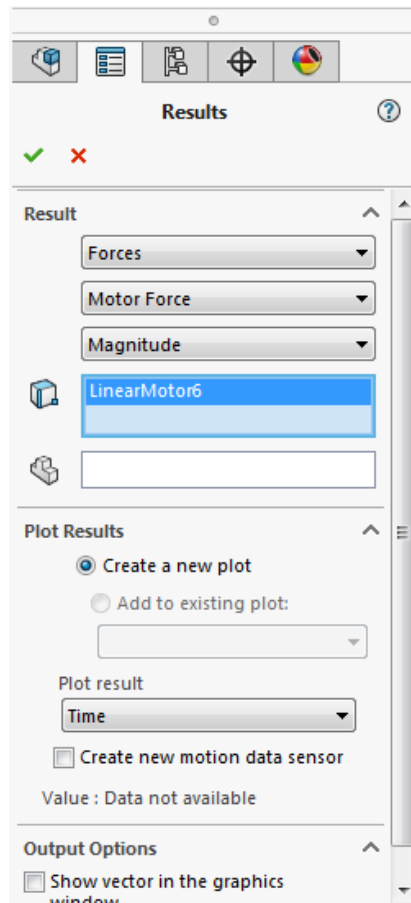 Results
Result
Forces
Motor Force
Magnitude
LinearMotor6
Plot Results
Create a new plot
Add to existing plot:
Plot result
Time
Create new motion data sensor
Value : Data not available
Output Options
Show vector in the graphics
window